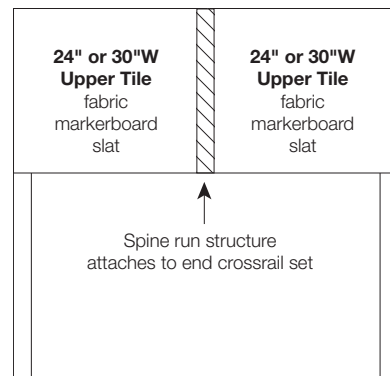 24" or 30"W
Upper Tile
fabric
markerboard
slat
24" or 30"W
Upper Tile
fabric
markerboard
slat
Spine run structure
attaches to end crossrail set